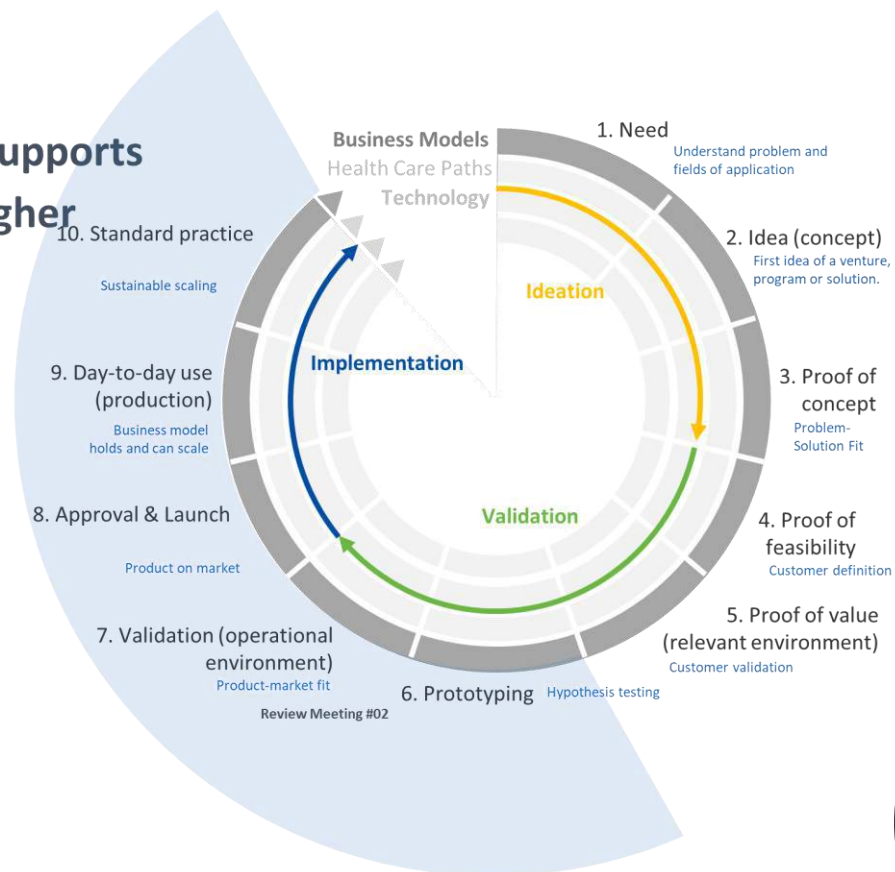 upports
gher
Business Models
Health Care Paths
Technology
1. Need
Understand problem and
fields of application
2. Idea (concept)
First idea of a venture,
program or solution.
3. Proof of
concept
Problem-
Solution Fit
4. Proof of
feasibility
Customer definition
5. Proof of value
(relevant environment)
Customer validation
6. Prototyping
Hypothesis testing
7. Validation (operational
environment)
Product-market fit
Review Meeting #02
8. Approval & Launch
Product on market
9. Day-to-day use
(production)
Business model
holds and can scale
10. Standard practice
Sustainable scaling
Ideation
Validation
Implementation